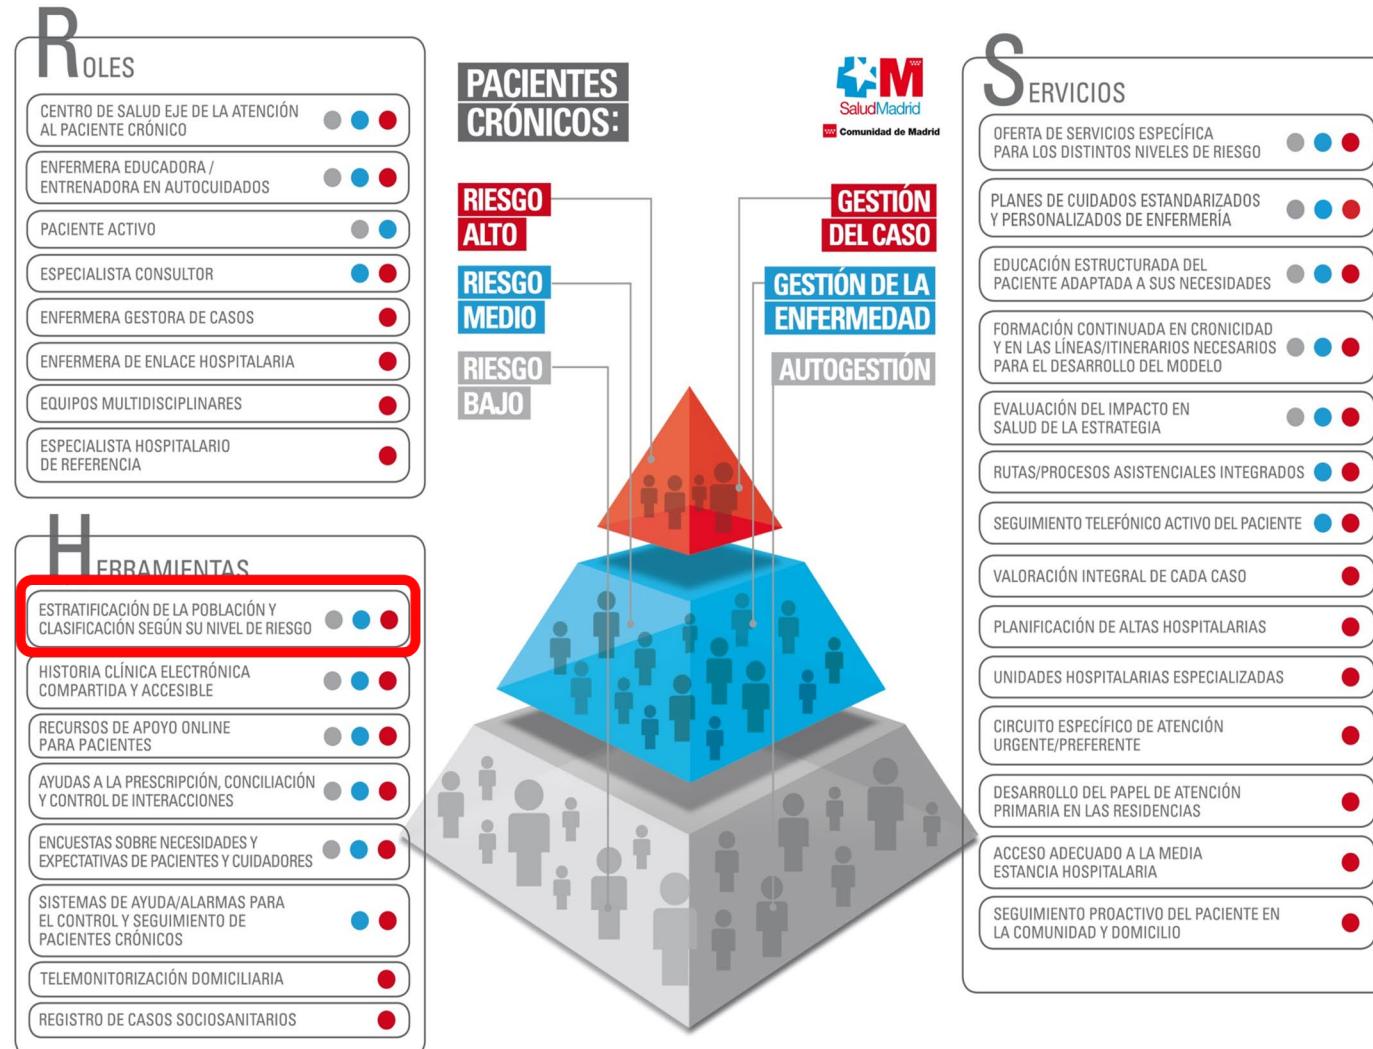 ROLES
CENTRO DE SALUD EJE DE LA ATENCIÓN
AL PACIENTE CRÓNICO
ENFERMERA EDUCADORA /
ENTRENADORA EN AUTOCUIDADOS
PACIENTE ACTIVO
ESPECIALISTA CONSULTOR
ENFERMERA GESTORA DE CASOS
ENFERMERA DE ENLACE HOSPITALARIA
EQUIPOS MULTIDISCIPLINARES
ESPECIALISTA HOSPITALARIO
DE REFERENCIA
HERRAMIENTAS
ESTRATIFICACIÓN DE LA POBLACIÓN Y
CLASIFICACIÓN SEGÚN SU NIVEL DE RIESGO
HISTORIA CLÍNICA ELECTRÓNICA
COMPARTIDA Y ACCESIBLE
RECURSOS DE APOYO ONLINE
PARA PACIENTES
AYUDAS A LA PRESCRIPCIÓN, CONCILIACIÓN
Y CONTROL DE INTERACCIONES
ENCUESTAS SOBRE NECESIDADES Y
EXPECTATIVAS DE PACIENTES Y CUIDADORES
SISTEMAS DE AYUDA/ALARMAS PARA
EL CONTROL Y SEGUIMIENTO DE
PACIENTES CRÓNICOS
TELEMONITORIZACIÓN DOMICILIARIA
REGISTRO DE CASOS SOCIOSANITARIOS
PACIENTES
CRÓNICOS:
M
SaludMadrid
Comunidad de Madrid
RIESGO
ALTO
RIESGO
MEDIO
RIESGO
BAJO
GESTIÓN
DEL CASO
GESTIÓN DE LA
ENFERMEDAD
AUTOGESTIÓN
SERVICIOS
OFERTA DE SERVICIOS ESPECÍFICA
PARA LOS DISTINTOS NIVELES DE RIESGO
PLANES DE CUIDADOS ESTANDARIZADOS
Y PERSONALIZADOS DE ENFERMERÍA
EDUCACIÓN ESTRUCTURADA DEL
PACIENTE ADAPTADA A SUS NECESIDADES
FORMACIÓN CONTINUADA EN CRONICIDAD
Y EN LAS LÍNEAS/ITINERARIOS NECESARIOS
PARA EL DESARROLLO DEL MODELO
EVALUACIÓN DEL IMPACTO EN
SALUD DE LA ESTRATEGIA
RUTAS/PROCESOS ASISTENCIALES INTEGRADOS
SEGUIMIENTO TELEFÓNICO ACTIVO DEL PACIENTE
VALORACIÓN INTEGRAL DE CADA CASO
PLANIFICACIÓN DE ALTAS HOSPITALARIAS
UNIDADES HOSPITALARIAS ESPECIALIZADAS
CIRCUITO ESPECÍFICO DE ATENCIÓN
URGENTE/PREFERENTE
DESARROLLO DEL PAPEL DE ATENCIÓN
PRIMARIA EN LAS RESIDENCIAS
ACCESO ADECUADO A LA MEDIA
ESTANCIA HOSPITALARIA
SEGUIMIENTO PROACTIVO DEL PACIENTE EN
LA COMUNIDAD Y DOMICILIO